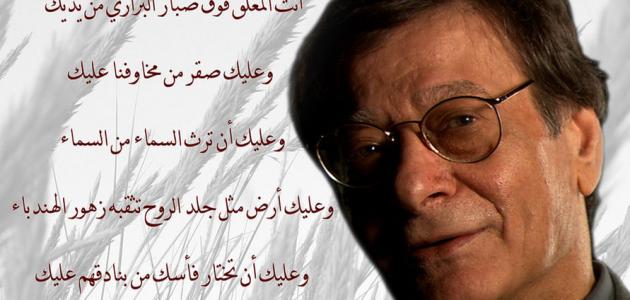 أنت المعلق فوق صبار البراري من يديك
وعليك صقر من مخاوفنا عليك
وعليك أن ترث السماء من السماء
وعليك أرض مثل جلد الروح تثقبه زهور الهندباء
وعليك أن تختار فأسك من بنادقهم عليك